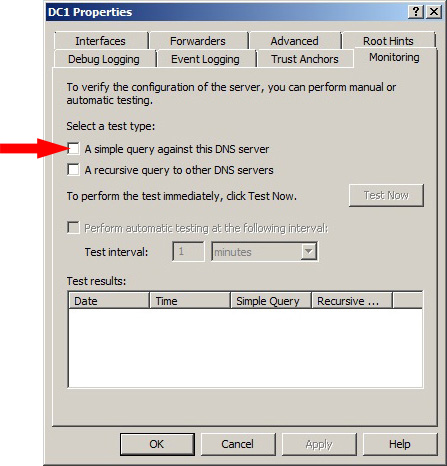 DC1 Properties
Interfaces Forwarders Advanced Root Hints
Debug Logging Event Logging Trust Anchors Monitoring
To verify the configuration of the server, you can perform manual or
automatic testing.
Select a test type:
A simple query against this DNS server
A recursive query to other DNS servers
To perform the test immediately, click Test Now. Test Now
Perform automatic testing at the following interval:
Test interval: 1 minutes
Test results:
Date Time Simple Query Recursive ...
OK Cancel Apply Help